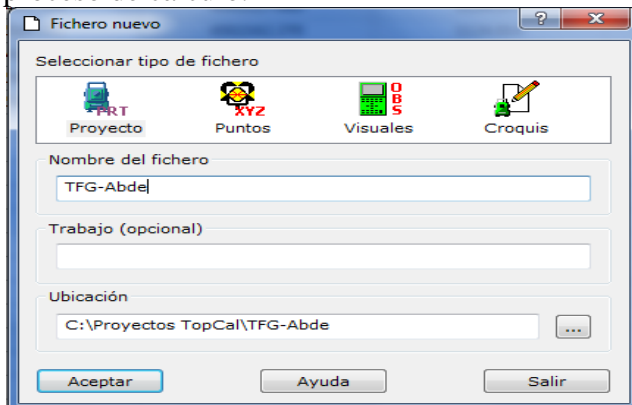 Fichero nuevo
Seleccionar tipo de fichero
PRT XYZ OBS
Proyecto Puntos Visuales Croquis
Nombre del fichero
TFG-Abde
Trabajo (opcional)
Ubicación
C:\Proyectos TopCal\TFG-Abde ...
Aceptar Ayuda Salir